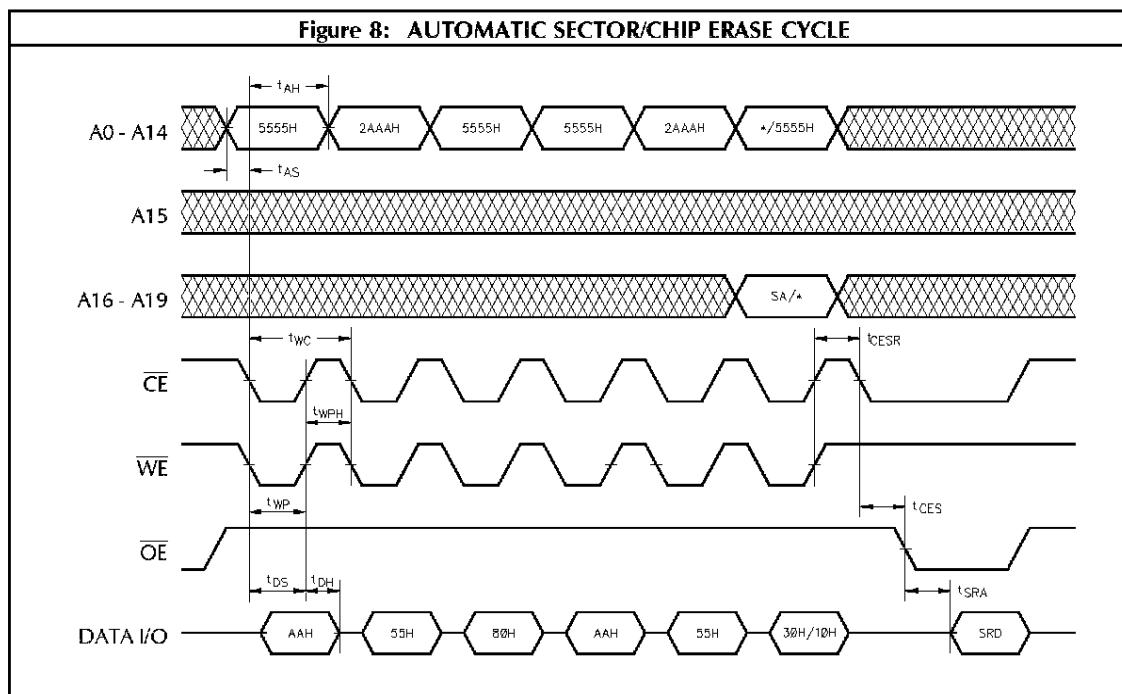 Figure 8: AUTOMATIC SECTOR/CHIP ERASE CYCLE
tAH
A0 - A14 5555H 2AAAH 5555H 5555H 2AAAH */5555H
tAS
A15
A16 - A19 SA/*
tWC tCESR
CE
tWPH
WE
tWP tCES
OE
tDS tDH tSRA
DATA I/O AAH 55H 80H AAH 55H 30H/10H SRD